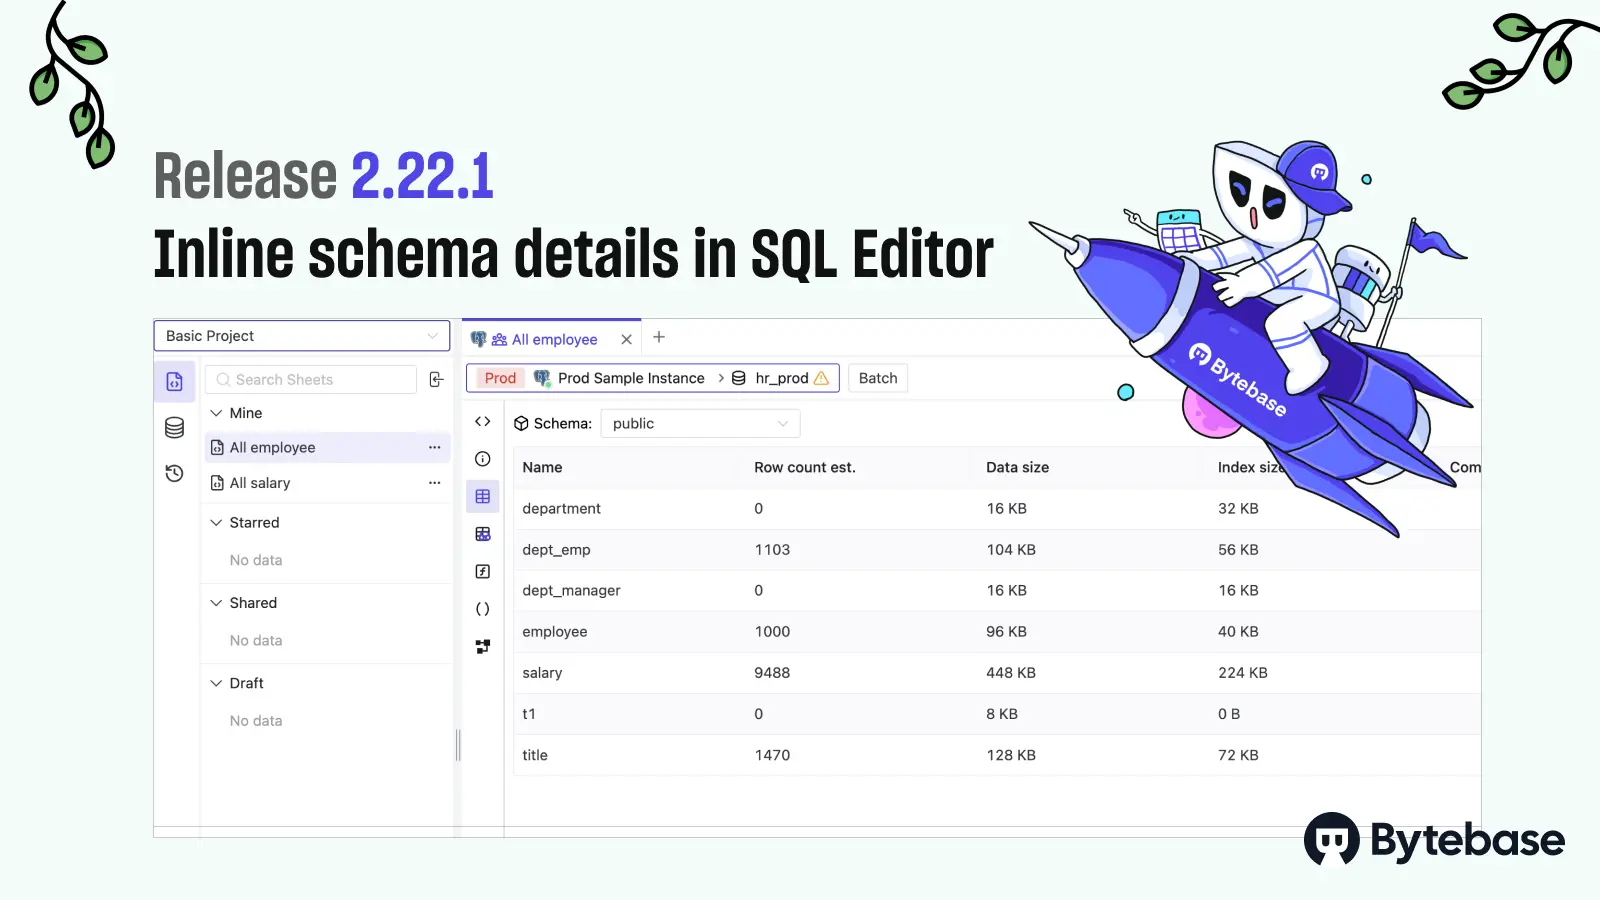 Release 2.22.1
Inline schema details in SQL Editor
Basic Project
All employee
Search Sheets
Prod Prod Sample Instance > hr_prod Batch
Mine
All employee
All salary
Starred
No data
Shared
No data
Draft
No data
Schema: public
Name Row count est. Data size Index size Com
department 0 16 KB 32 KB
dept_emp 1103 104 KB 56 KB
dept_manager 0 16 KB 16 KB
employee 1000 96 KB 40 KB
salary 9488 448 KB 224 KB
t1 0 8 KB 0 B
title 1470 128 KB 72 KB
Bytebase
Bytebase